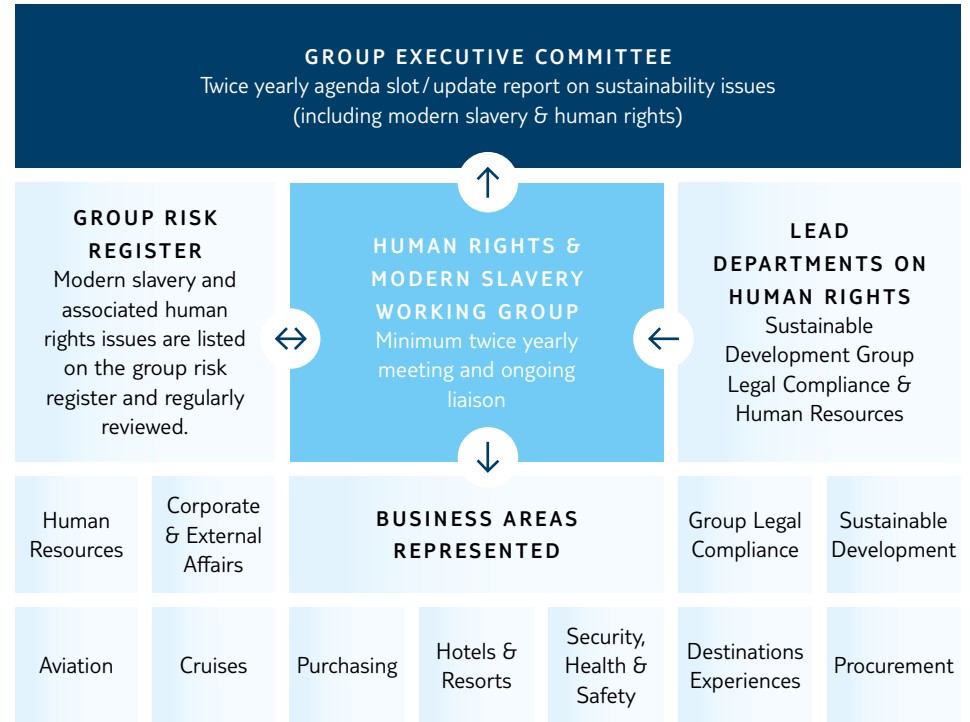 GROUP EXECUTIVE COMMITTEE
Twice yearly agenda slot / update report on sustainability issues
(including modern slavery & human rights)
GROUP RISK
REGISTER
Modern slavery and
associated human
rights issues are listed
on the group risk
register and regularly
reviewed.
HUMAN RIGHTS &
MODERN SLAVERY
WORKING GROUP
Minimum twice yearly
meeting and ongoing
liaison
LEAD
DEPARTMENTS ON
HUMAN RIGHTS
Sustainable
Development Group
Legal Compliance &
Human Resources
Human
Resources
Corporate
& External
Affairs
BUSINESS AREAS
REPRESENTED
Group Legal
Compliance
Sustainable
Development
Aviation
Cruises
Purchasing
Hotels &
Resorts
Security,
Health &
Safety
Destinations
Experiences
Procurement